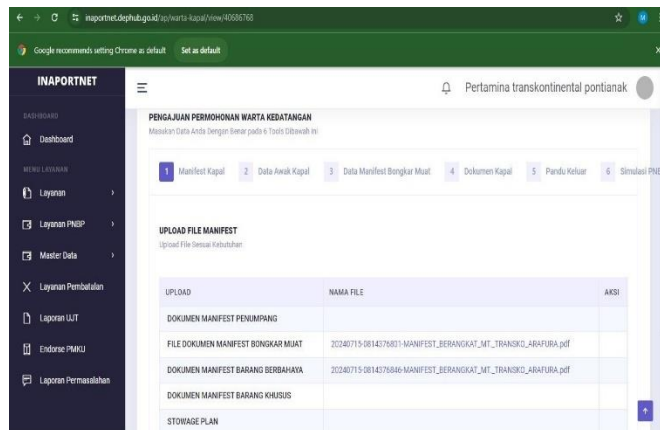 inaportnet.dephub.go.id/ap/warta-kapal/view/40686768
M
Google recommends setting Chrome as default Set as default
INAPORTNET
Pertamina transkontinental pontianak
DASHBOARD
Dashboard
MENU LAYANAN
Layanan
Layanan PNBP
Master Data
Layanan Pembatalan
Laporan UJT
Endorse PMKU
Laporan Permasalahan
PENGAJUAN PERMOHONAN WARTA KEDATANGAN
Masukan Data Anda Dengan Benar pada 6 Tools Dibawah ini
1 Manifest Kapal 2 Data Awak Kapal 3 Data Manifest Bongkar Muat 4 Dokumen Kapal 5 Pandu Keluar 6 Simulasi PNB
UPLOAD FILE MANIFEST
Upload File Sesuai Kebutuhan
UPLOAD NAMA FILE AKSI
DOKUMEN MANIFEST PENUMPANG
FILE DOKUMEN MANIFEST BONGKAR MUAT 20240715-0814376801-MANIFEST_BERANGKAT_MT_TRANSKO_ARAFURA.pdf
DOKUMEN MANIFEST BARANG BERBAHAYA 20240715-0814376846-MANIFEST_BERANGKAT_MT_TRANSKO_ARAFURA.pdf
DOKUMEN MANIFEST BARANG KHUSUS
STOWAGE PLAN